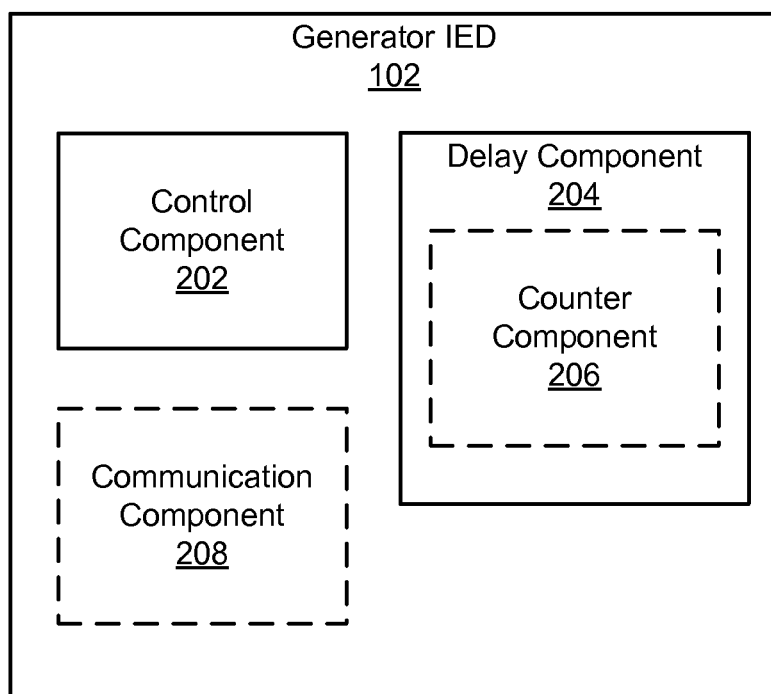 Generator IED
102
Control
Component
202
Delay Component
204
Counter
Component
206
Communication
Component
208